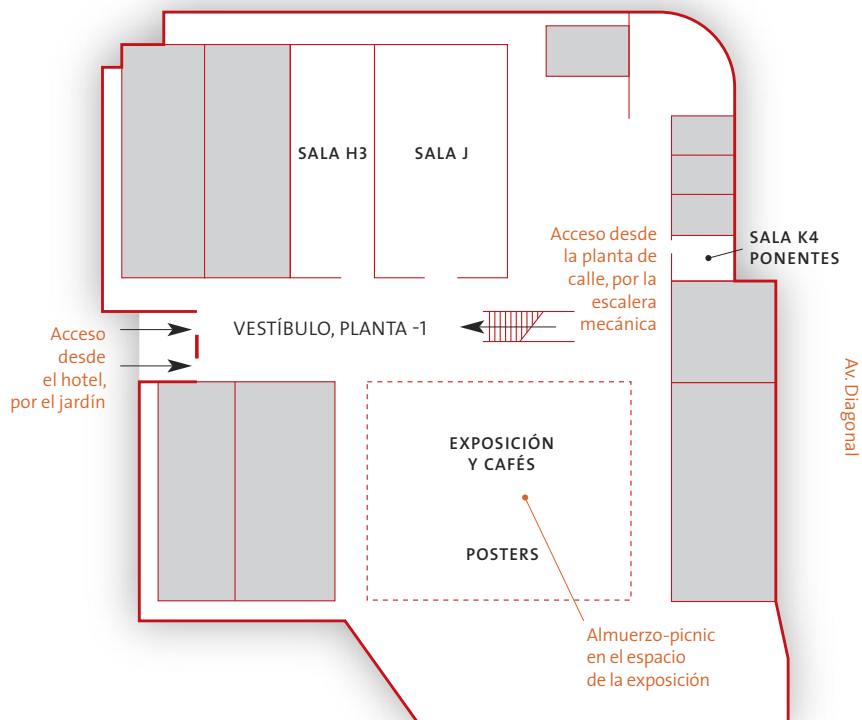 SALA H3
SALA J
Acceso desde
la planta de
calle, por la
escalera
mecánica
SALA K4
PONENTES
VESTÍBULO, PLANTA -1
Acceso
desde
el hotel,
por el jardín
Av. Diagonal
EXPOSICIÓN
Y CAFÉS
POSTERS
Almuerzo-picnic
en el espacio
de la exposición